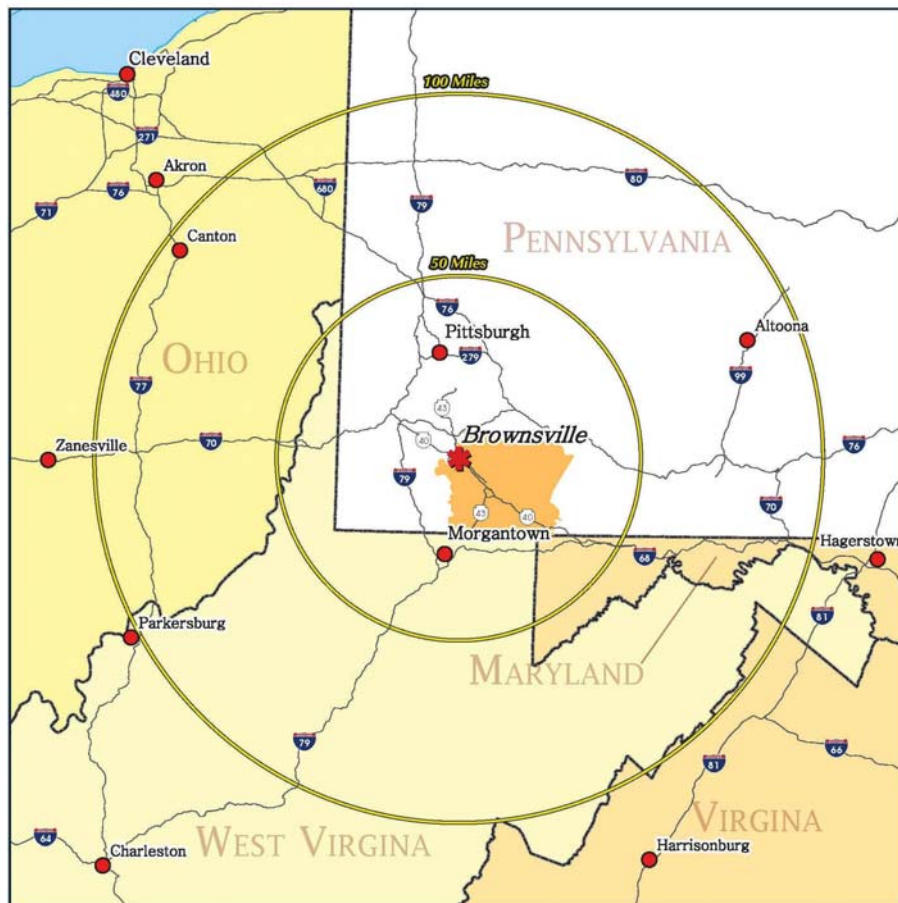 Cleveland
480
100 Miles
271
Akron
76
680
80
71
79
Canton
PENNSYLVANIA
50 Miles
76
Pittsburgh
279
Altoona
OHIO
99
77
43
Brownsville
40
70
Zanesville
76
79
70
43
40
Morgantown
68
Hagerstown
81
Parkersburg
MARYLAND
79
66
81
WEST VIRGINA
VIRGINA
64
Charleston
Harrisonburg